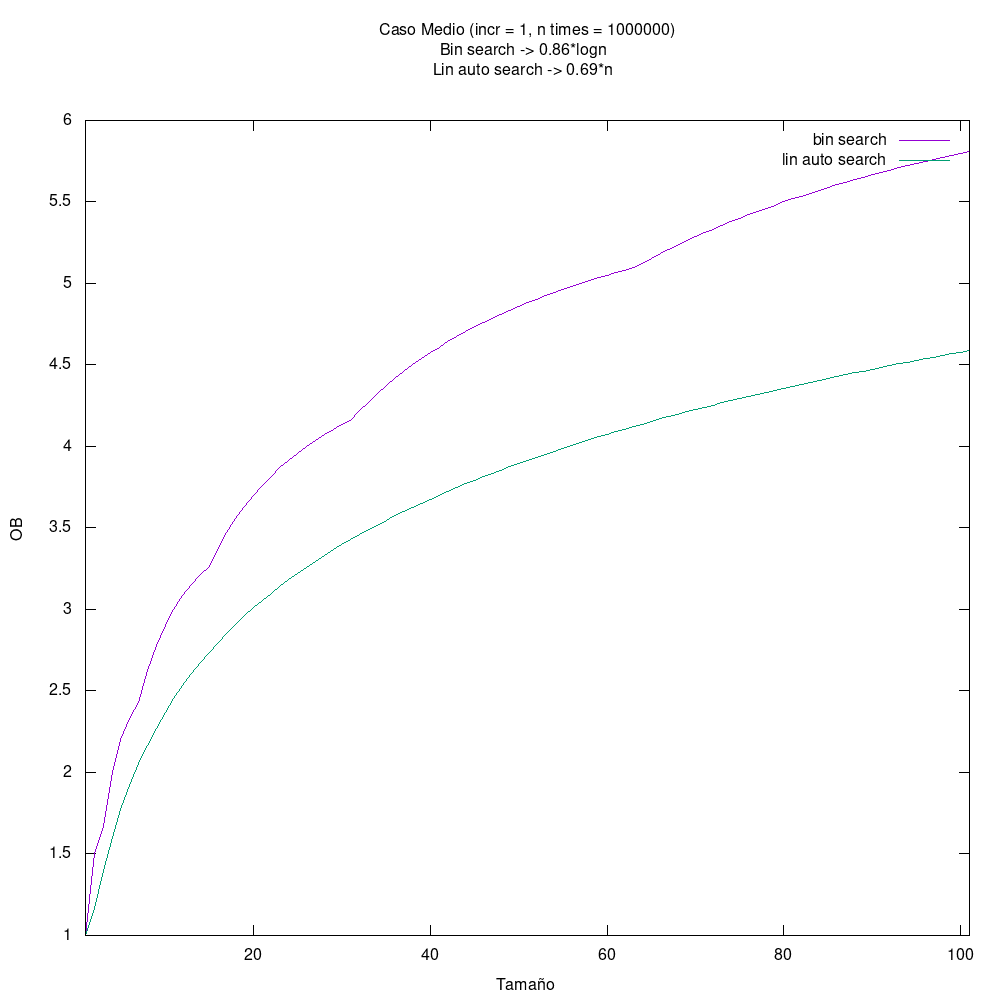 Caso Medio (incr = 1, n times = 1000000)
Bin search -> 0.86*logn
Lin auto search -> 0.69*n
6
5.5
5
4.5
4
3.5
3
2.5
2
1.5
1
OB
bin search
lin auto search
20
40
60
80
100
Tamaño